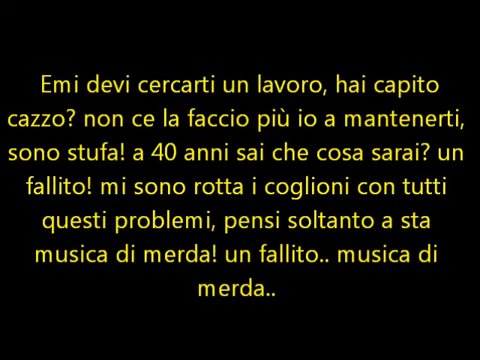 Emi devi cercarti un lavoro, hai capito
cazzo? non ce la faccio più io a mantenerti,
sono stufa! a 40 anni sai che cosa sarai? un
fallito! mi sono rotta i coglioni con tutti
questi problemi, pensi soltanto a sta
musica di merda! un fallito.. musica di
merda..